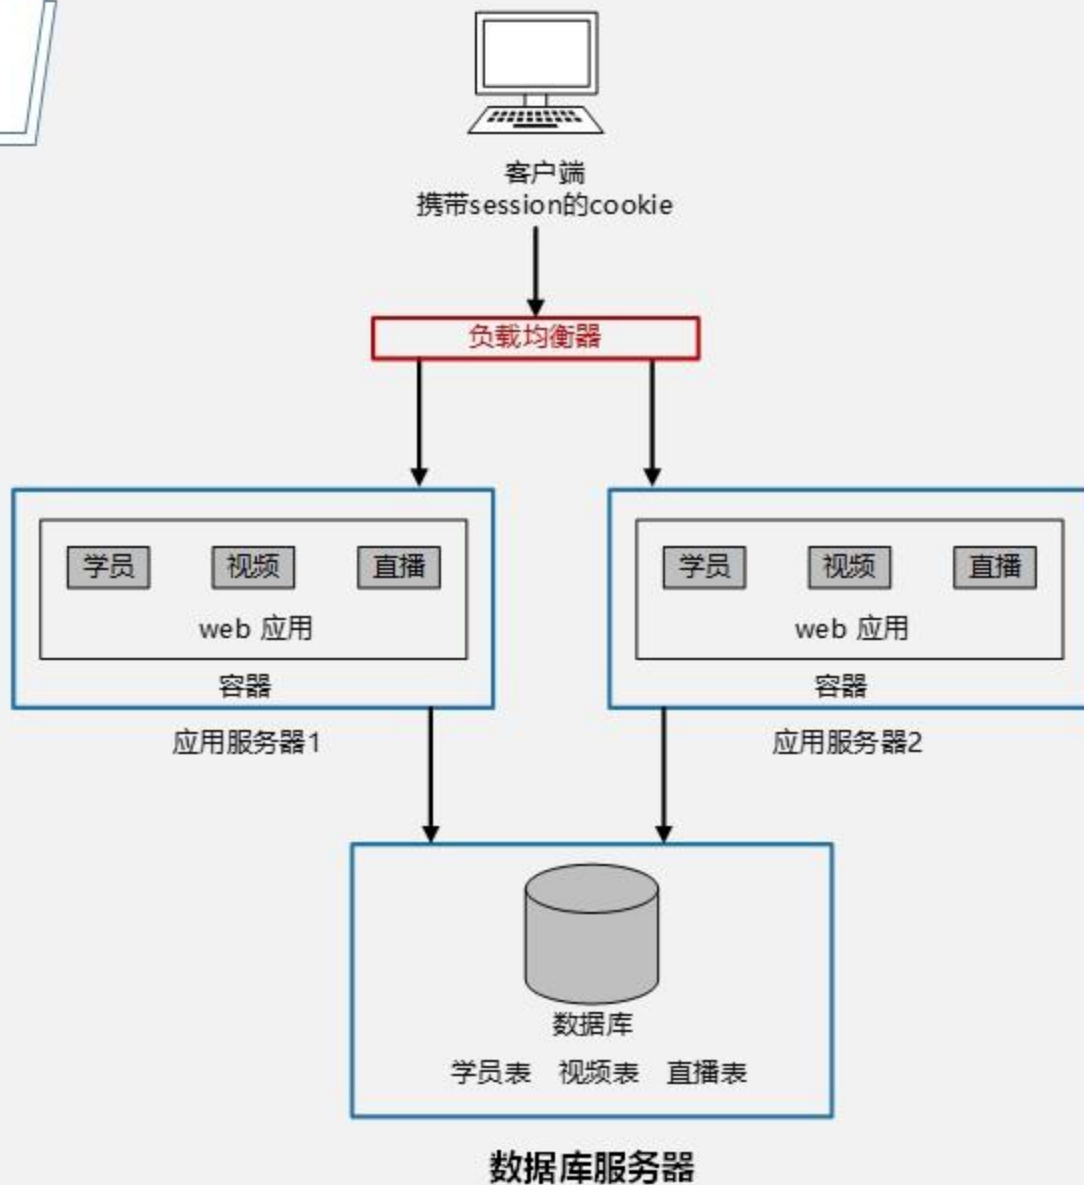 客户端
携带session的cookie
负载均衡器
学员 视频 直播
web 应用
容器
应用服务器1
学员 视频 直播
web 应用
容器
应用服务器2
数据库
学员表 视频表 直播表
数据库服务器